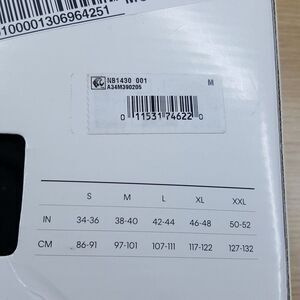 100001306964251
NB1430 001 M
A34M390205
0 11531 74622 0
S M L XL XXL
IN 34-36 38-40 42-44 46-48 50-52
CM 86-91 97-101 107-111 117-122 127-132